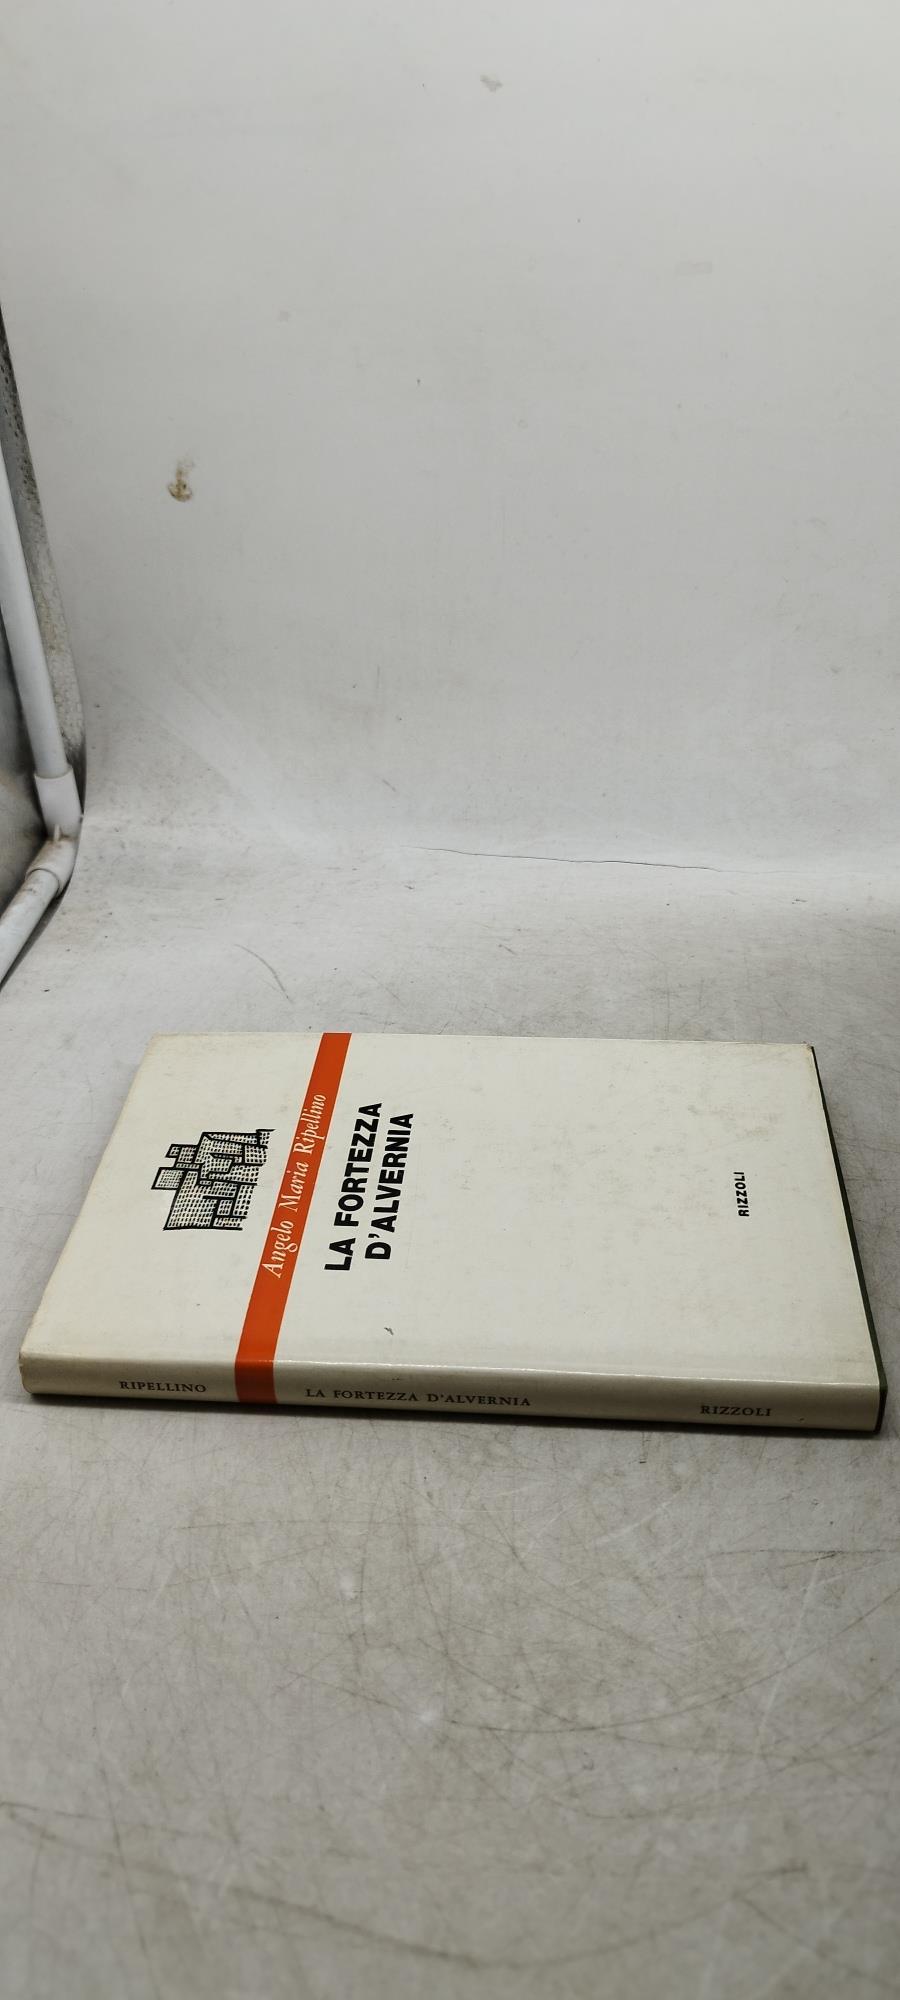 Angelo Maria Ripellino
LA FORTEZZA
D'ALVERNIA
RIZZOLI
RIPELLINO LA FORTEZZA D'ALVERNIA RIZZOLI